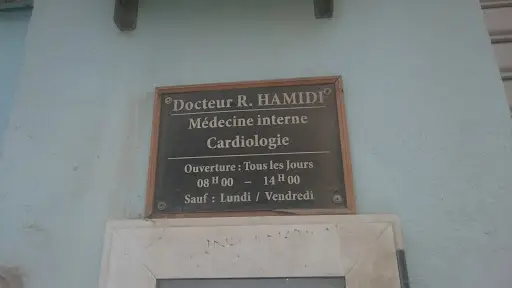 Docteur R. HAMIDI
Médecine interne
Cardiologie
Ouverture : Tous les Jours
08 H 00 - 14 H 00
Sauf : Lundi / Vendredi